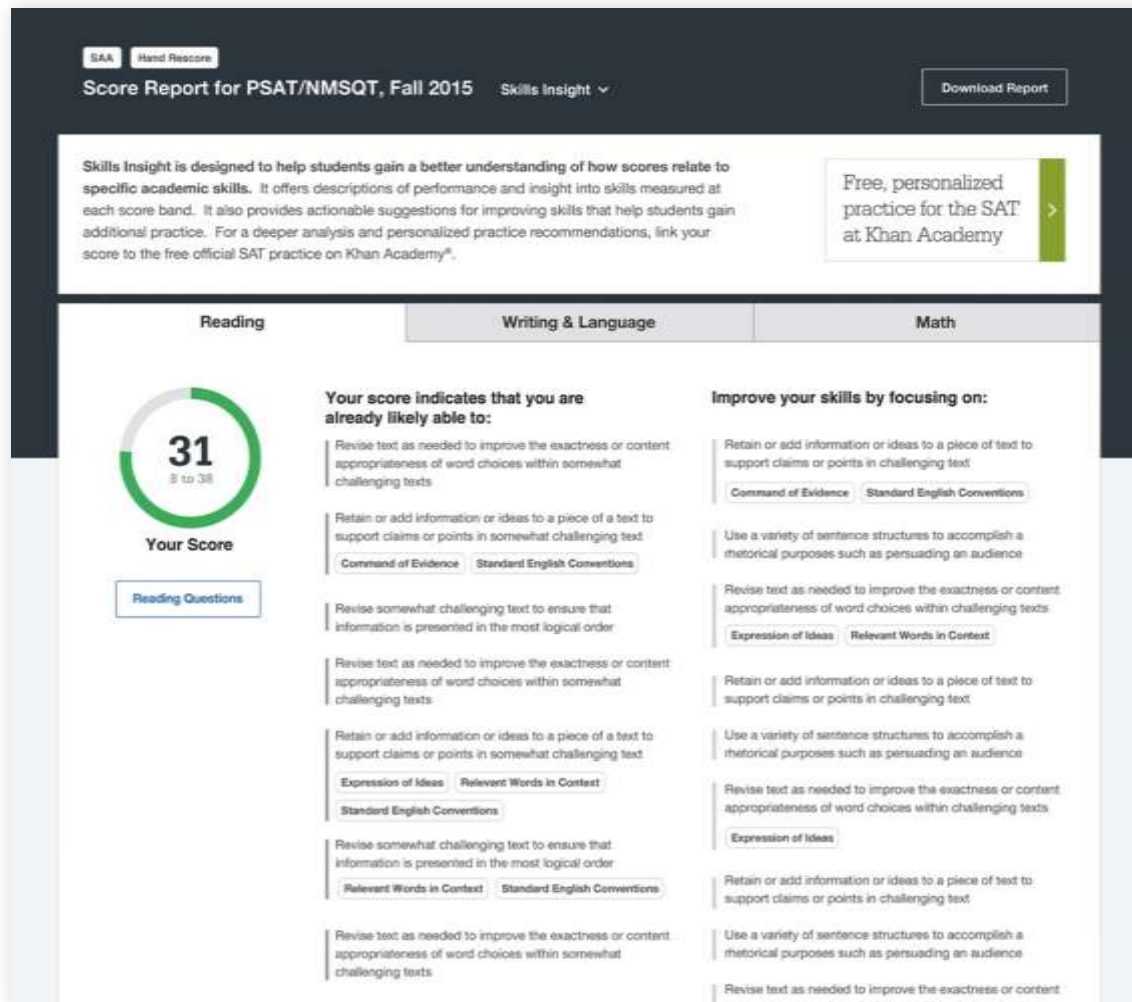 SAA Hand Rescore
Score Report for PSAT/NMSQT, Fall 2015 Skills Insight
Download Report
Skills Insight is designed to help students gain a better understanding of how scores relate to
specific academic skills. It offers descriptions of performance and insight into skills measured at
each score band. It also provides actionable suggestions for improving skills that help students gain
additional practice. For a deeper analysis and personalized practice recommendations, link your
score to the free official SAT practice on Khan Academy®.
Free, personalized
practice for the SAT
at Khan Academy
Reading
Writing & Language
Math
31
8 to 38
Your Score
Reading Questions
Your score indicates that you are
already likely able to:
Revise text as needed to improve the exactness or content
appropriateness of word choices within somewhat
challenging texts
Retain or add information or ideas to a piece of a text to
support claims or points in somewhat challenging text
Command of Evidence Standard English Conventions
Revise somewhat challenging text to ensure that
information is presented in the most logical order
Revise text as needed to improve the exactness or content
appropriateness of word choices within somewhat
challenging texts
Retain or add information or ideas to a piece of a text to
support claims or points in somewhat challenging text
Expression of Ideas Relevant Words in Context
Standard English Conventions
Revise somewhat challenging text to ensure that
information is presented in the most logical order
Relevant Words in Context Standard English Conventions
Revise text as needed to improve the exactness or content
appropriateness of word choices within somewhat
challenging texts
Improve your skills by focusing on:
Retain or add information or ideas to a piece of text to
support claims or points in challenging text
Command of Evidence Standard English Conventions
Use a variety of sentence structures to accomplish a
rhetorical purposes such as persuading an audience
Revise text as needed to improve the exactness or content
appropriateness of word choices within challenging texts
Expression of Ideas Relevant Words in Context
Retain or add information or ideas to a piece of text to
support claims or points in challenging text
Use a variety of sentence structures to accomplish a
rhetorical purposes such as persuading an audience
Revise text as needed to improve the exactness or content
appropriateness of word choices within challenging texts
Expression of Ideas
Retain or add information or ideas to a piece of text to
support claims or points in challenging text
Use a variety of sentence structures to accomplish a
rhetorical purposes such as persuading an audience
Revise text as needed to improve the exactness or content